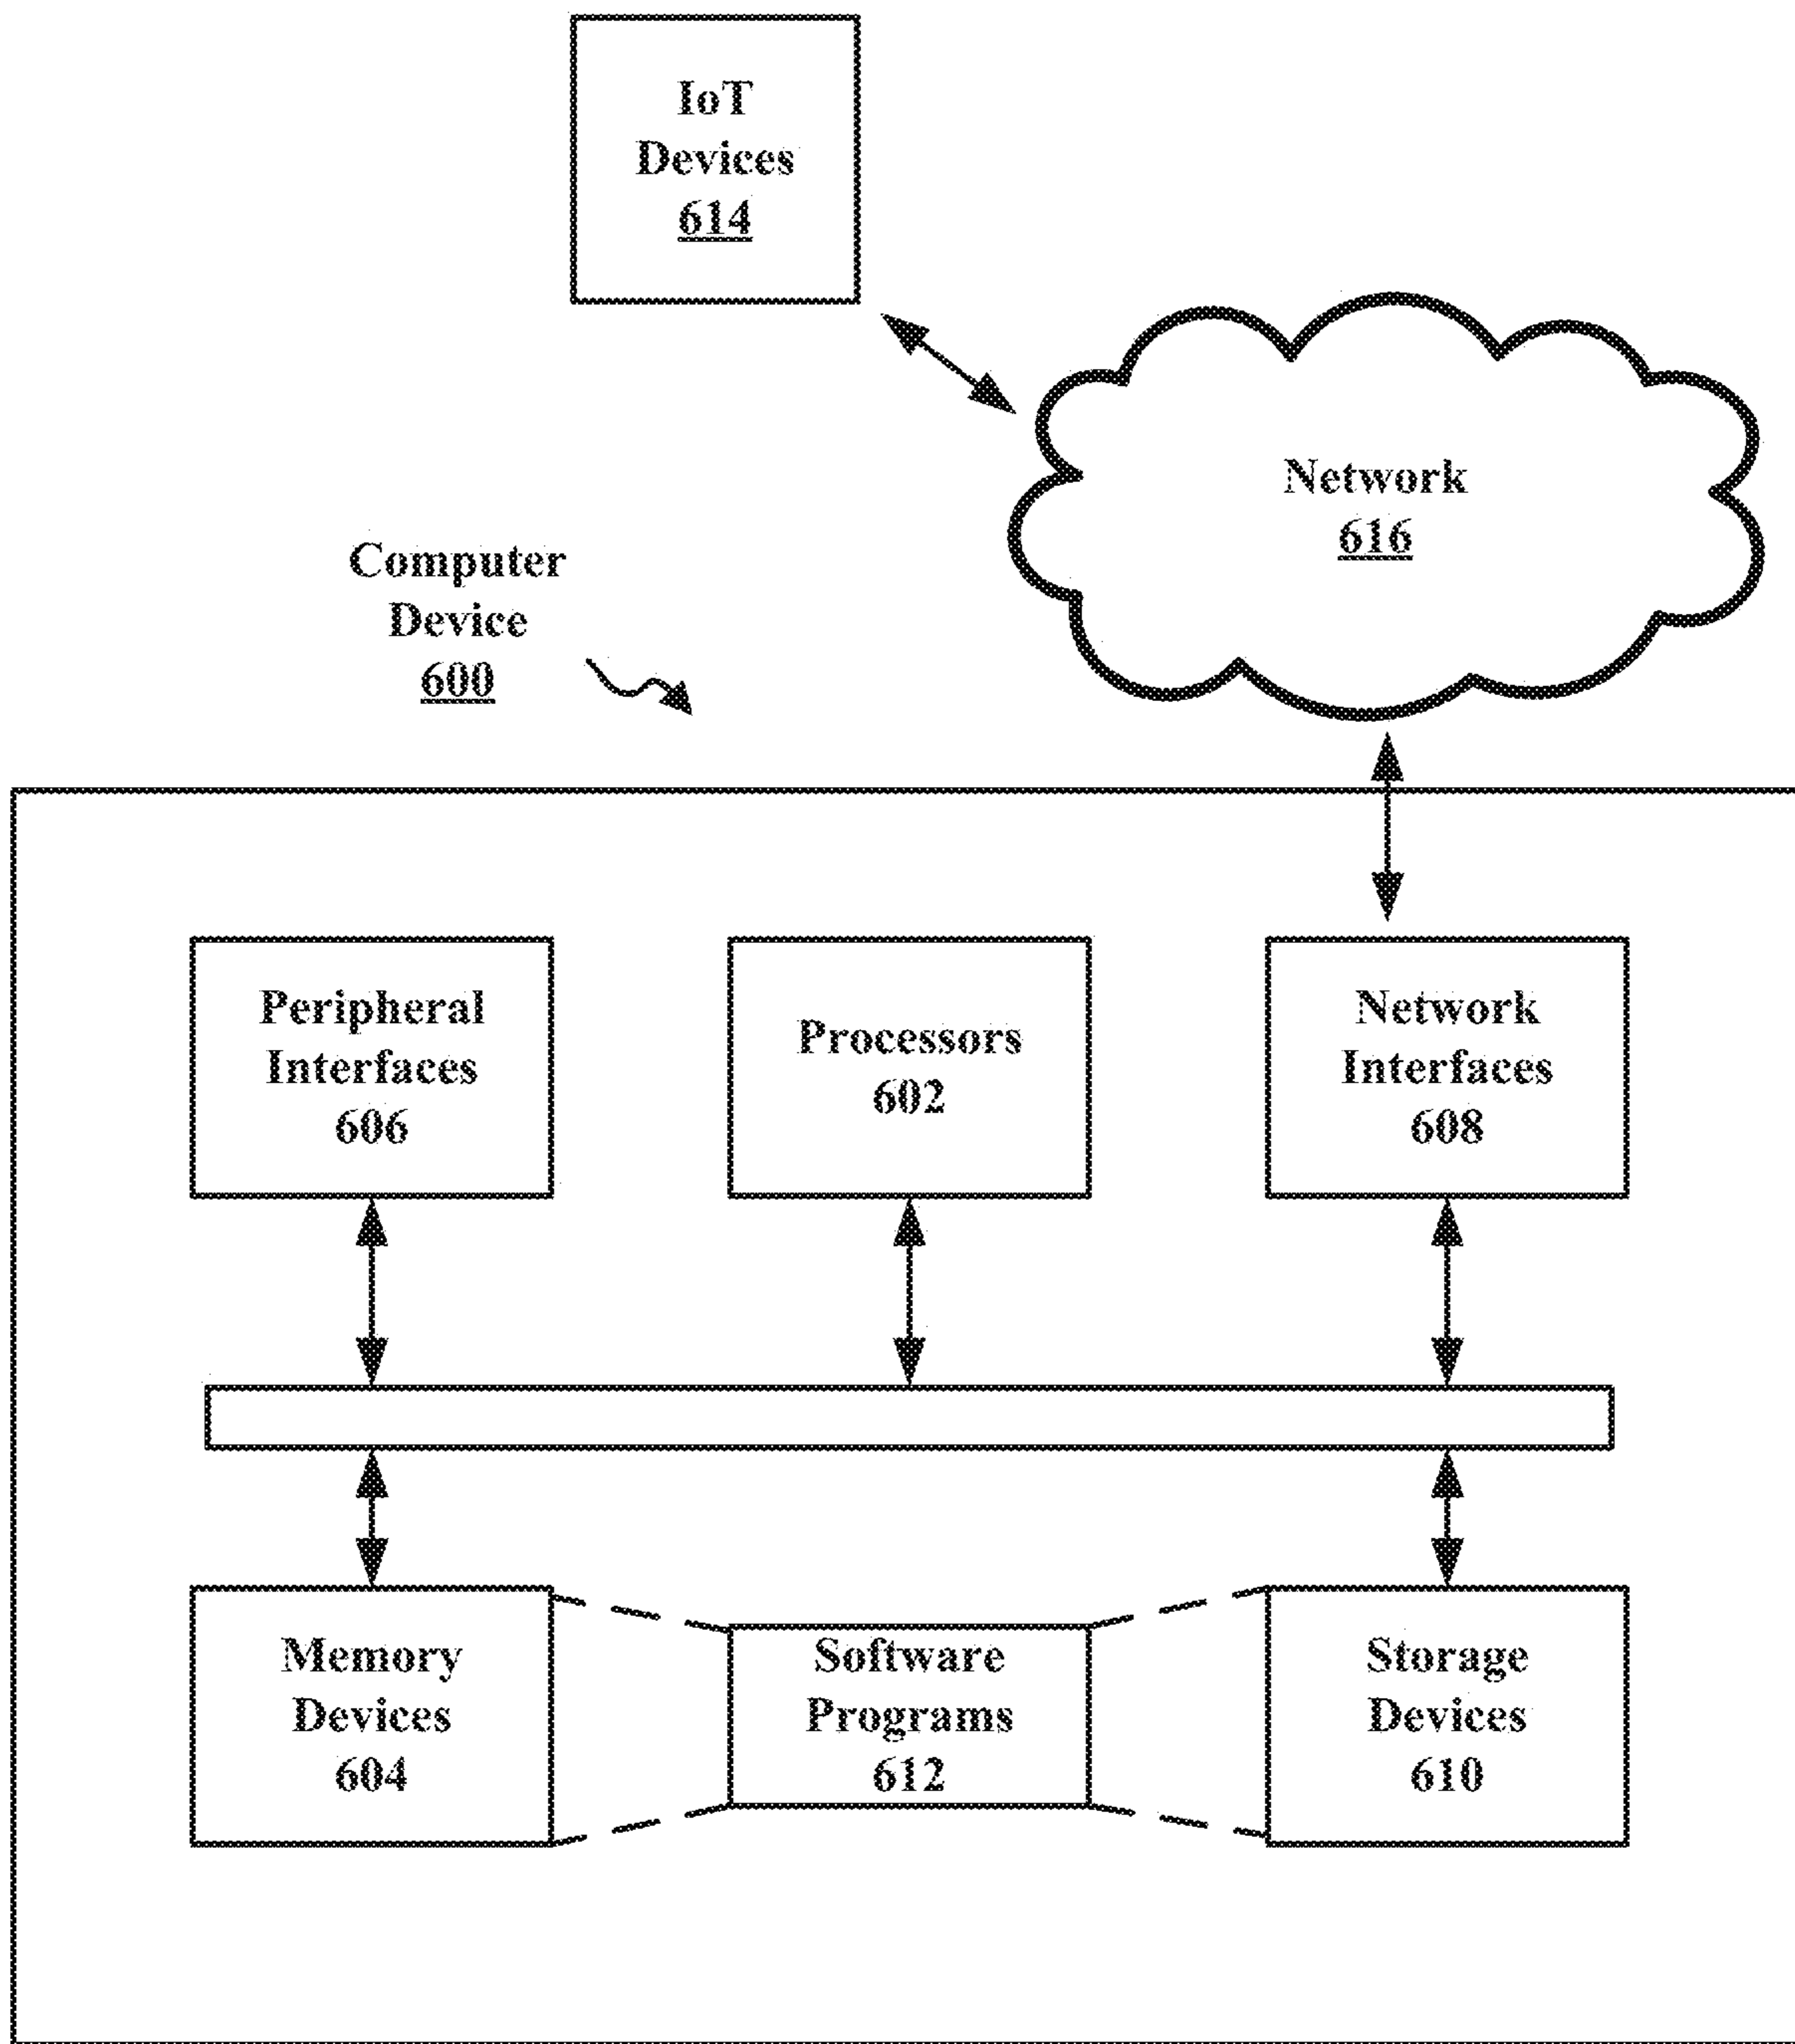 IoT
Devices
614
Network
616
Computer
Device
600
Peripheral
Interfaces
606
Processors
602
Network
Interfaces
608
Memory
Devices
604
Software
Programs
612
Storage
Devices
610